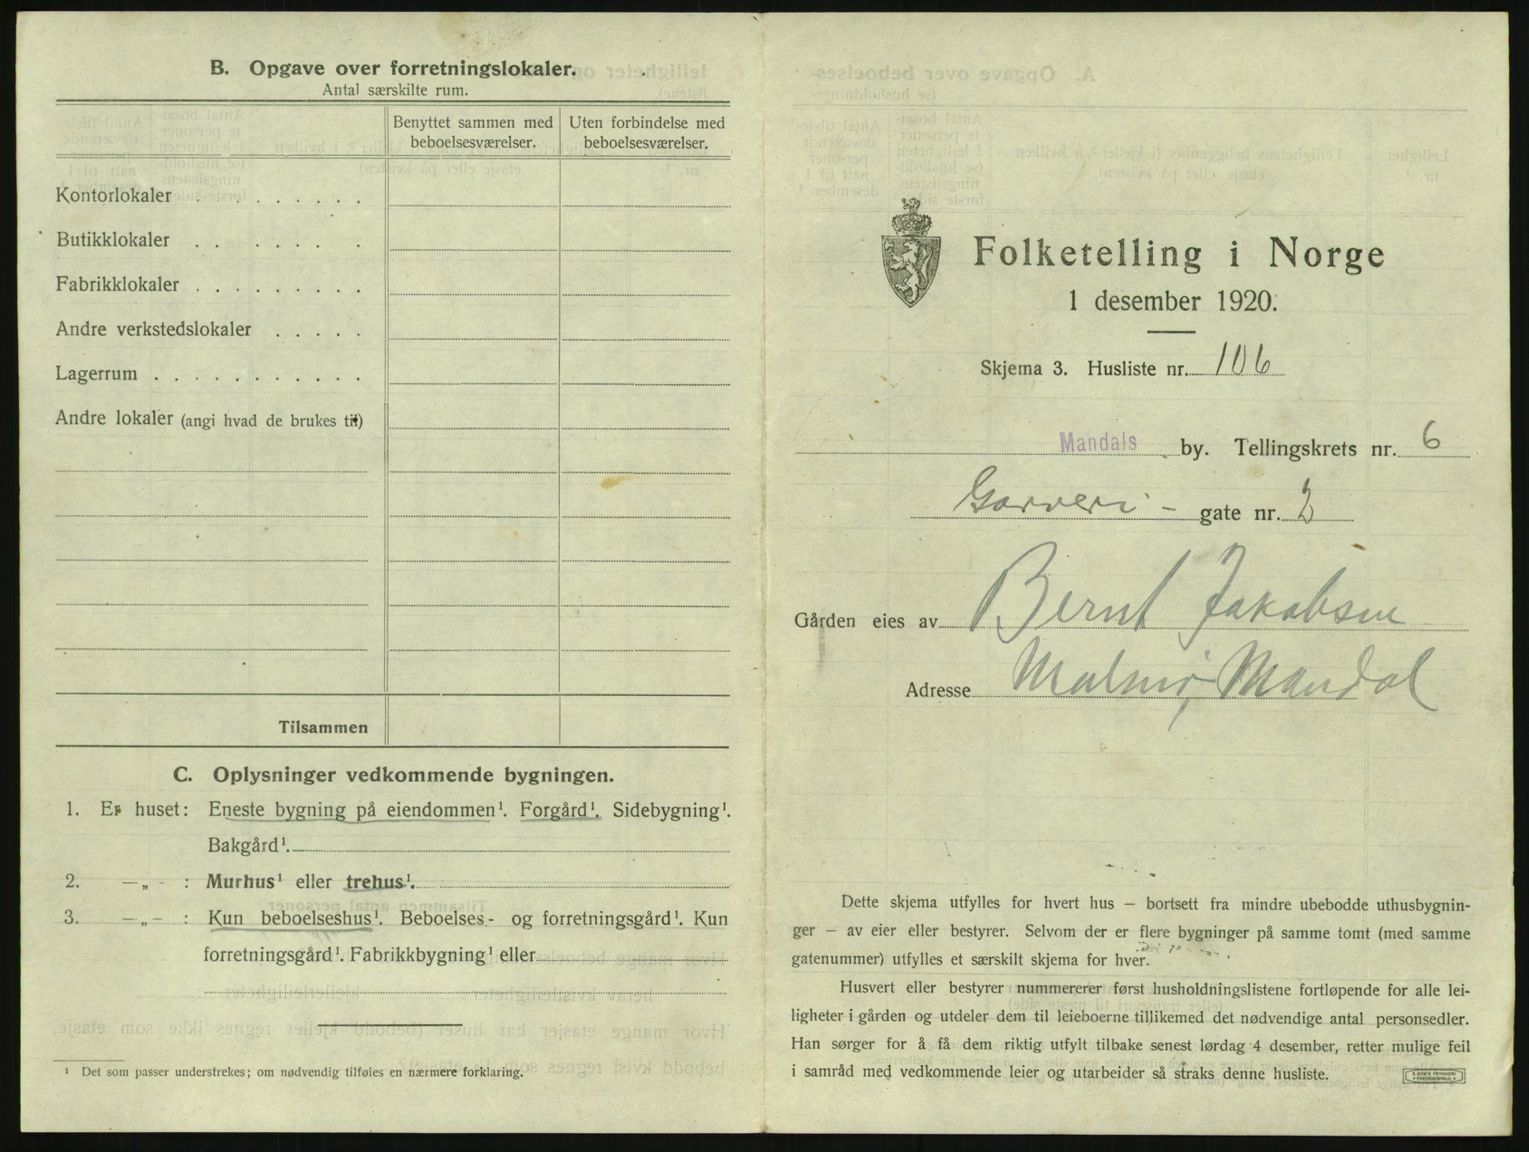 B. Opgave over forretningslokaler.
Antal særskilte rum.
Benyttet sammen med beboelsesværelser.
Uten forbindelse med beboelsesværelser.
Kontorlokaler . . . . . . . . .
Butikklokaler . . . . . . .
Fabrikklokaler . . . . . . . . .
Andre verkstedslokaler . . . . .
Lagerrum . . . . . . . . . . .
Andre lokaler (angi hvad de brukes til)
Tilsammen
C. Oplysninger vedkommende bygningen.
1. Er huset: Eneste bygning på eiendommen¹. Forgård¹. Sidebygning¹.
Bakgård¹.
2. —„— : Murhus¹ eller trehus¹.
3. —„— : Kun beboelseshus¹. Beboelses- og forretningsgård¹. Kun
forretningsgård¹. Fabrikkbygning¹ eller
¹ Det som passer understrekes; om nødvendig tilføies en nærmere forklaring.
Folketelling i Norge
1 desember 1920.
Skjema 3. Husliste nr. 106
Mandals by. Tellingskrets nr. 6
Garveri- gate nr. 2
Gården eies av Bernt Jakobsen
Adresse Malmø, Mandal
Dette skjema utfylles for hvert hus — bortsett fra mindre ubebodde uthusbygnin-
ger — av eier eller bestyrer. Selvom der er flere bygninger på samme tomt (med samme
gatenummer) utfylles et særskilt skjema for hver.
Husvert eller bestyrer nummererer først husholdningslistene fortløpende for alle lei-
ligheter i gården og utdeler dem til leieboerne tillikemed det nødvendige antal personsedler.
Han sørger for å få dem riktig utfylt tilbake senest lørdag 4 desember, retter mulige feil
i samråd med vedkommende leier og utarbeider så straks denne husliste.